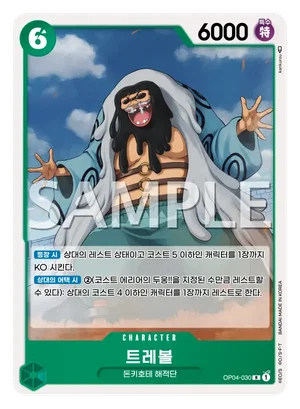 6
6000
특수
特
SAMPLE
등장 시 상대의 레스트 상태이고 코스트 5 이하인 캐릭터를 1장까지
KO 시킨다.
상대의 어택 시 ②(코스트 에리어의 두웅!!을 지정된 수만큼 레스트할
수 있다): 상대의 코스트 4 이하인 캐릭터를 1장까지 레스트로 한다.
CHARACTER
트레볼
돈키호테 해적단
OP04-030 R 1